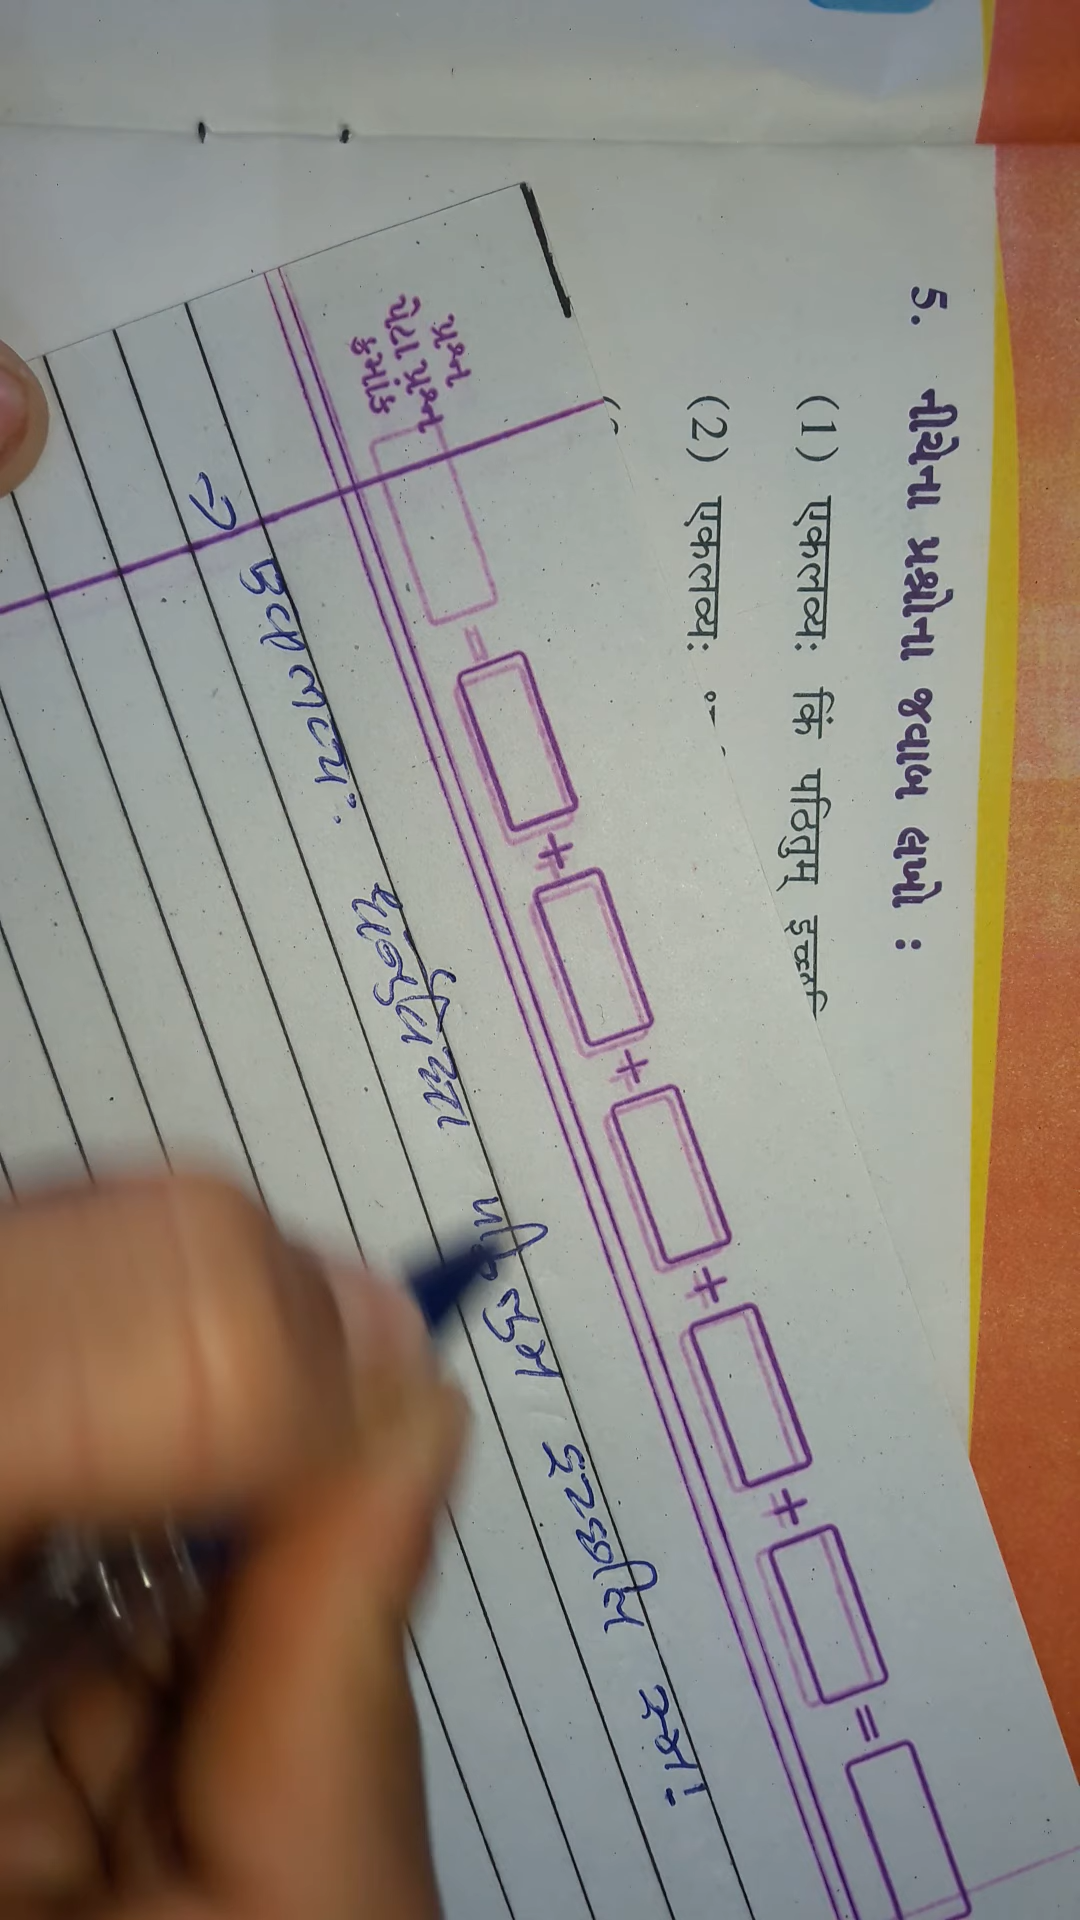 5. નીચેના પ્રશ્નોના જવાબ લખો :
(1) एकलव्यः किं पठितुम् इच्छति
(2) एकलव्यः
પ્રશ્ન
પેટા પ્રશ્ન
ક્રમાંક
= + + + + =
→ एकलव्यः धनुर्विद्या पठितुम इच्छति